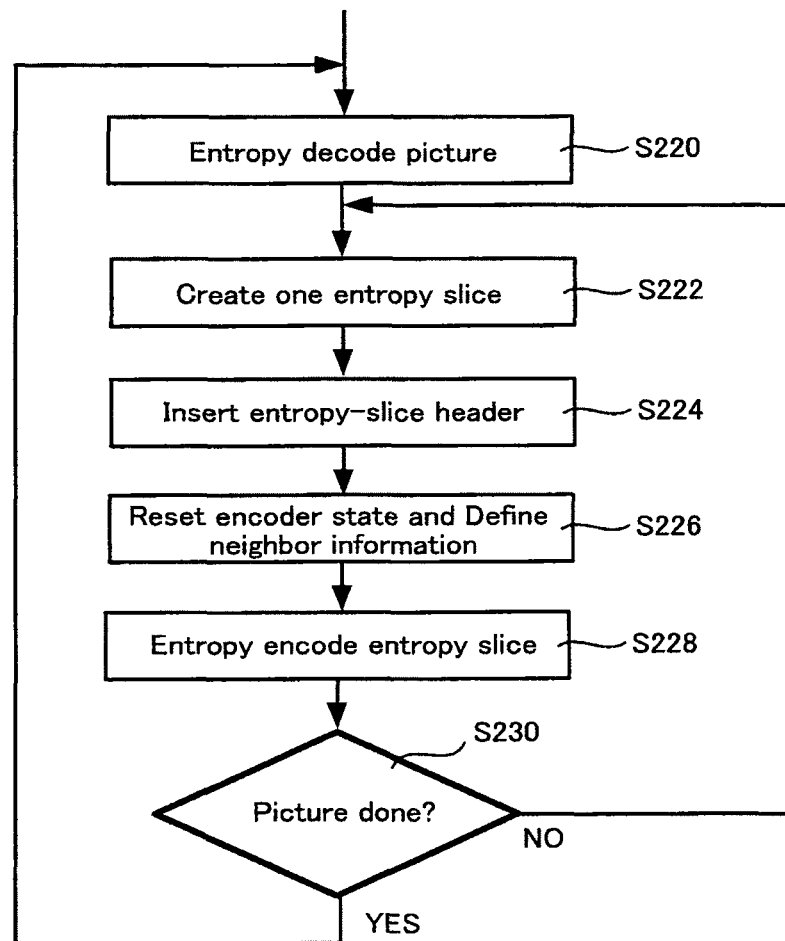 Entropy decode picture
S220
Create one entropy slice
S222
Insert entropy-slice header
S224
Reset encoder state and Define
neighbor information
S226
Entropy encode entropy slice
S228
S230
Picture done?
NO
YES